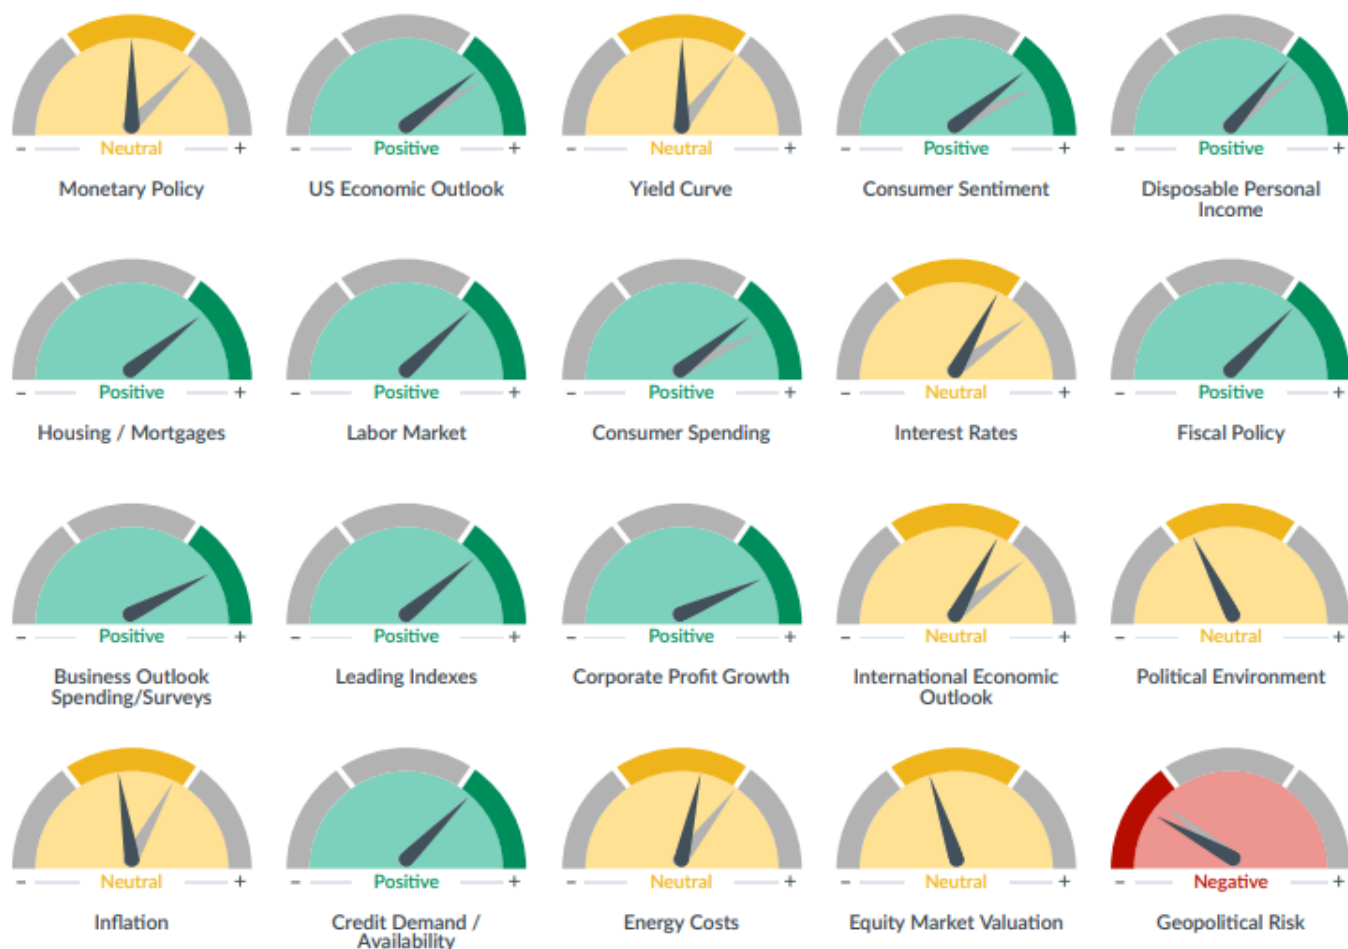 - Neutral +
- Positive +
- Neutral +
- Positive +
- Positive +
Monetary Policy
US Economic Outlook
Yield Curve
Consumer Sentiment
Disposable Personal
Income
- Positive +
- Positive +
- Positive +
- Neutral +
- Positive +
Housing / Mortgages
Labor Market
Consumer Spending
Interest Rates
Fiscal Policy
- Positive +
- Positive +
- Positive +
- Neutral +
- Neutral +
Business Outlook
Spending/Surveys
Leading Indexes
Corporate Profit Growth
International Economic
Outlook
Political Environment
- Neutral +
- Positive +
- Neutral +
- Neutral +
- Negative +
Inflation
Credit Demand /
Availability
Energy Costs
Equity Market Valuation
Geopolitical Risk